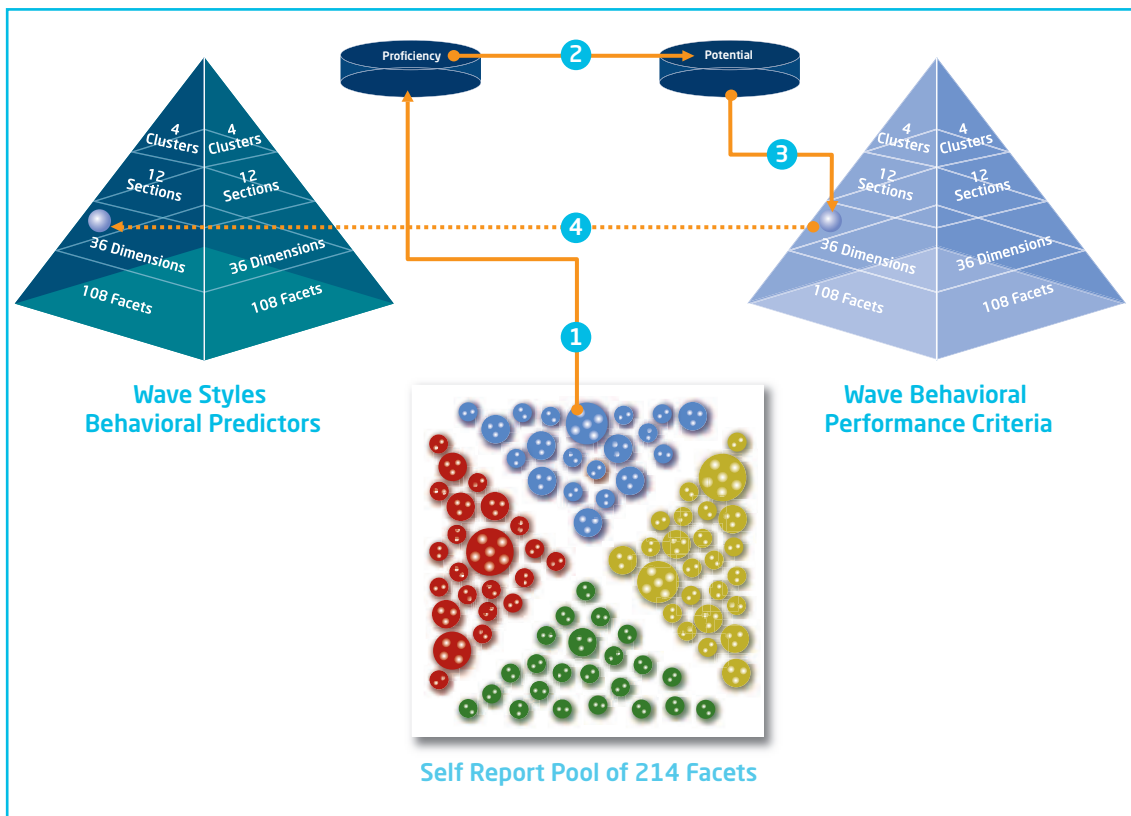 Proficiency
2
Potential
4
Clusters
4
Clusters
12
Sections
12
Sections
36 Dimensions
36 Dimensions
108 Facets
108 Facets
4
Clusters
4
Clusters
12
Sections
12
Sections
36 Dimensions
36 Dimensions
108 Facets
108 Facets
3
4
1
Wave Styles
Behavioral Predictors
Wave Behavioral
Performance Criteria
Self Report Pool of 214 Facets